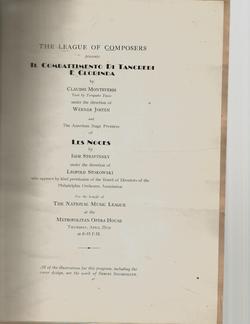 THE LEAGUE OF COMPOSERS
presents
IL COMBATTIMENTO DI TANCREDI
E CLORINDA
by
CLAUDIO MONTEVERDI
Text by Torquato Tasso
under the direction of
WERNER JOSTEN
and
The American Stage Premiere
of
LES NOCES
by
IGOR STRAVINSKY
under the direction of
LEOPOLD STOKOWSKI
who appears by kind permission of the Board of Directors of the
Philadelphia Orchestra Association
For the benefit of
THE NATIONAL MUSIC LEAGUE
at the
METROPOLITAN OPERA HOUSE
THURSDAY, APRIL 25TH
at 8:45 P.M.
All of the illustrations for this program, including the
cover design, are the work of SERGEI SOUDEIKINE.